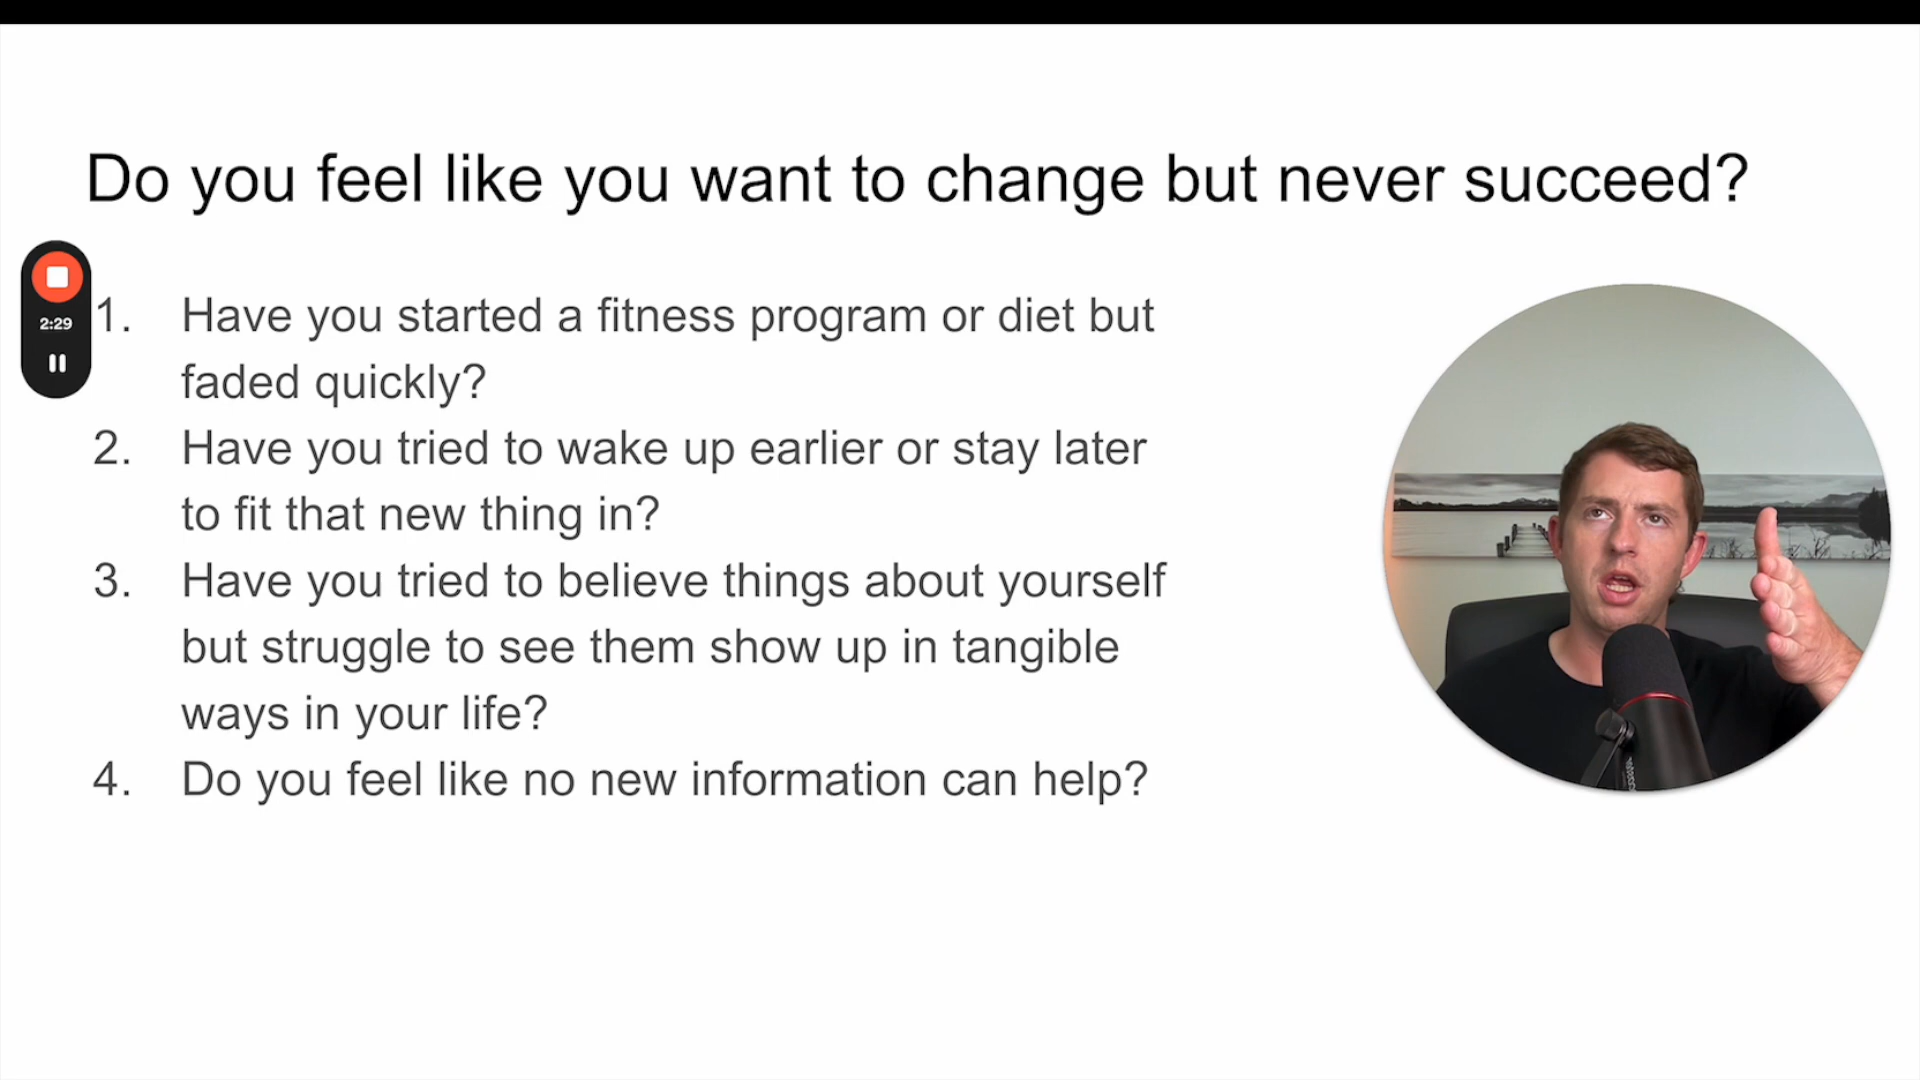 Do you feel like you want to change but never succeed?
2:29
1. Have you started a fitness program or diet but
faded quickly?
2. Have you tried to wake up earlier or stay later
to fit that new thing in?
3. Have you tried to believe things about yourself
but struggle to see them show up in tangible
ways in your life?
4. Do you feel like no new information can help?